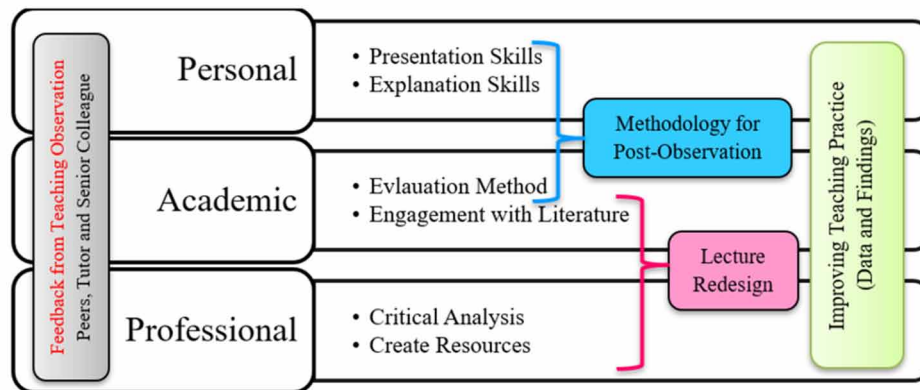 Feedback from Teaching Observation
Peers, Tutor and Senior Colleague
Personal
• Presentation Skills
• Explanation Skills
Methodology for
Post-Observation
Academic
• Evlauation Method
• Engagement with Literature
Lecture
Redesign
Professional
• Critical Analysis
• Create Resources
Improving Teaching Practice
(Data and Findings)